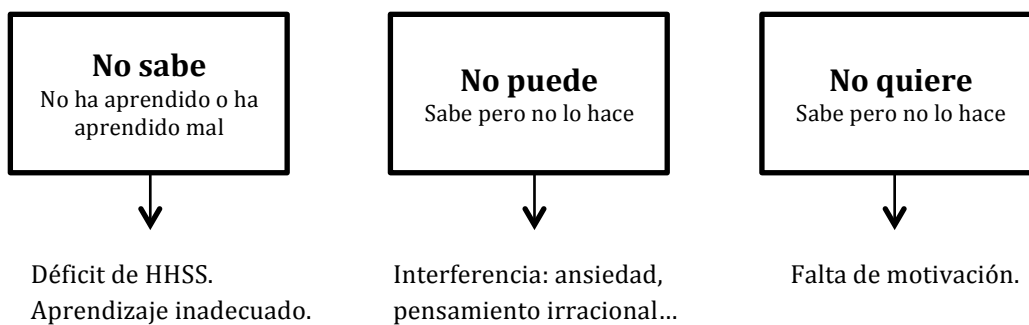 No sabe
No ha aprendido o ha
aprendido mal
No puede
Sabe pero no lo hace
No quiere
Sabe pero no lo hace
Déficit de HHSS.
Aprendizaje inadecuado.
Interferencia: ansiedad,
pensamiento irracional…
Falta de motivación.